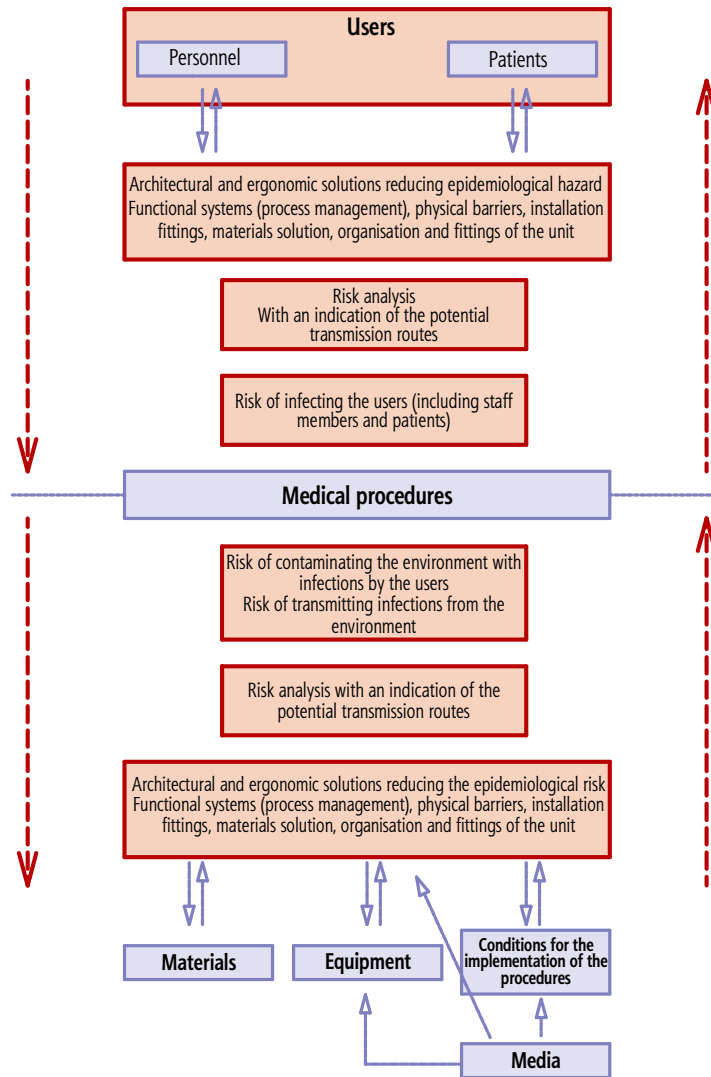 Users
Personnel
Patients
Architectural and ergonomic solutions reducing epidemiological hazard
Functional systems (process management), physical barriers, installation
fittings, materials solution, organisation and fittings of the unit
Risk analysis
With an indication of the potential
transmission routes
Risk of infecting the users (including staff
members and patients)
Medical procedures
Risk of contaminating the environment with
infections by the users
Risk of transmitting infections from the
environment
Risk analysis with an indication of the
potential transmission routes
Architectural and ergonomic solutions reducing the epidemiological risk
Functional systems (process management), physical barriers, installation
fittings, materials solution, organisation and fittings of the unit
Materials
Equipment
Conditions for the
implementation of the
procedures
Media